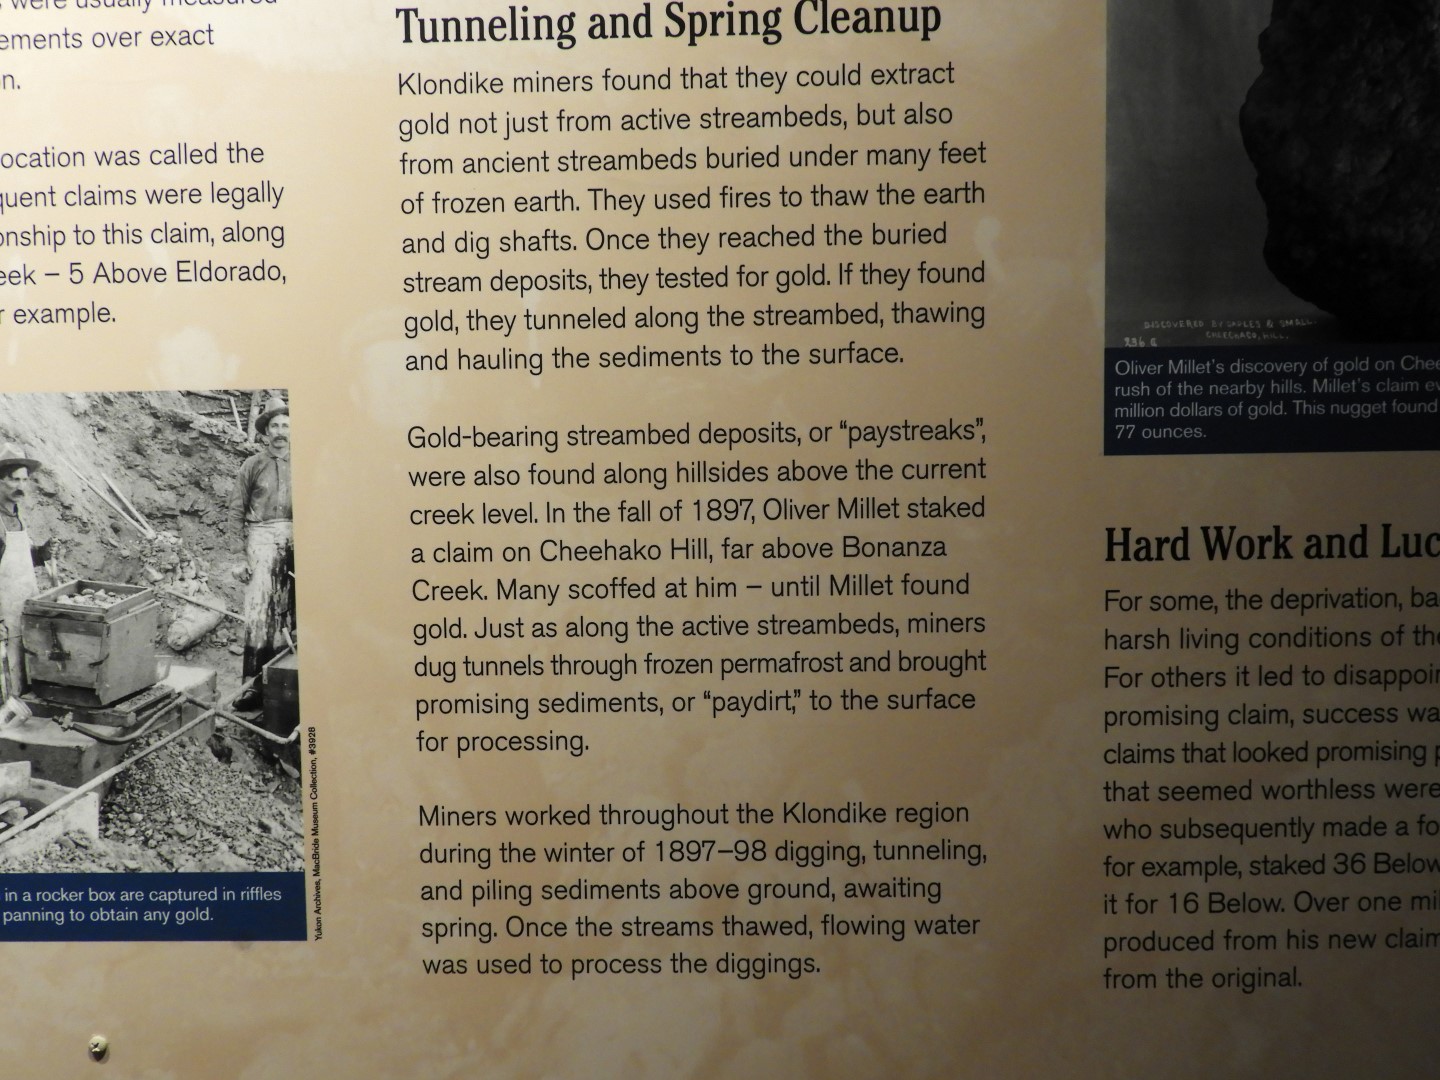 were usually measured
ements over exact
n.
ocation was called the
quent claims were legally
onship to this claim, along
eek – 5 Above Eldorado,
r example.
in a rocker box are captured in riffles
panning to obtain any gold.
Yukon Archives, MacBride Museum Collection, #3928
Tunneling and Spring Cleanup
Klondike miners found that they could extract
gold not just from active streambeds, but also
from ancient streambeds buried under many feet
of frozen earth. They used fires to thaw the earth
and dig shafts. Once they reached the buried
stream deposits, they tested for gold. If they found
gold, they tunneled along the streambed, thawing
and hauling the sediments to the surface.
Gold-bearing streambed deposits, or “paystreaks”,
were also found along hillsides above the current
creek level. In the fall of 1897, Oliver Millet staked
a claim on Cheehako Hill, far above Bonanza
Creek. Many scoffed at him – until Millet found
gold. Just as along the active streambeds, miners
dug tunnels through frozen permafrost and brought
promising sediments, or “paydirt,” to the surface
for processing.
Miners worked throughout the Klondike region
during the winter of 1897–98 digging, tunneling,
and piling sediments above ground, awaiting
spring. Once the streams thawed, flowing water
was used to process the diggings.
DISCOVERED BY & SMALL
CHEECHACO, HILL.
Oliver Millet's discovery of gold on Chee
rush of the nearby hills. Millet's claim ev
million dollars of gold. This nugget found
77 ounces.
Hard Work and Luc
For some, the deprivation, ba
harsh living conditions of the
For others it led to disappoin
promising claim, success wa
claims that looked promising p
that seemed worthless were
who subsequently made a fo
for example, staked 36 Below
it for 16 Below. Over one mi
produced from his new claim
from the original.